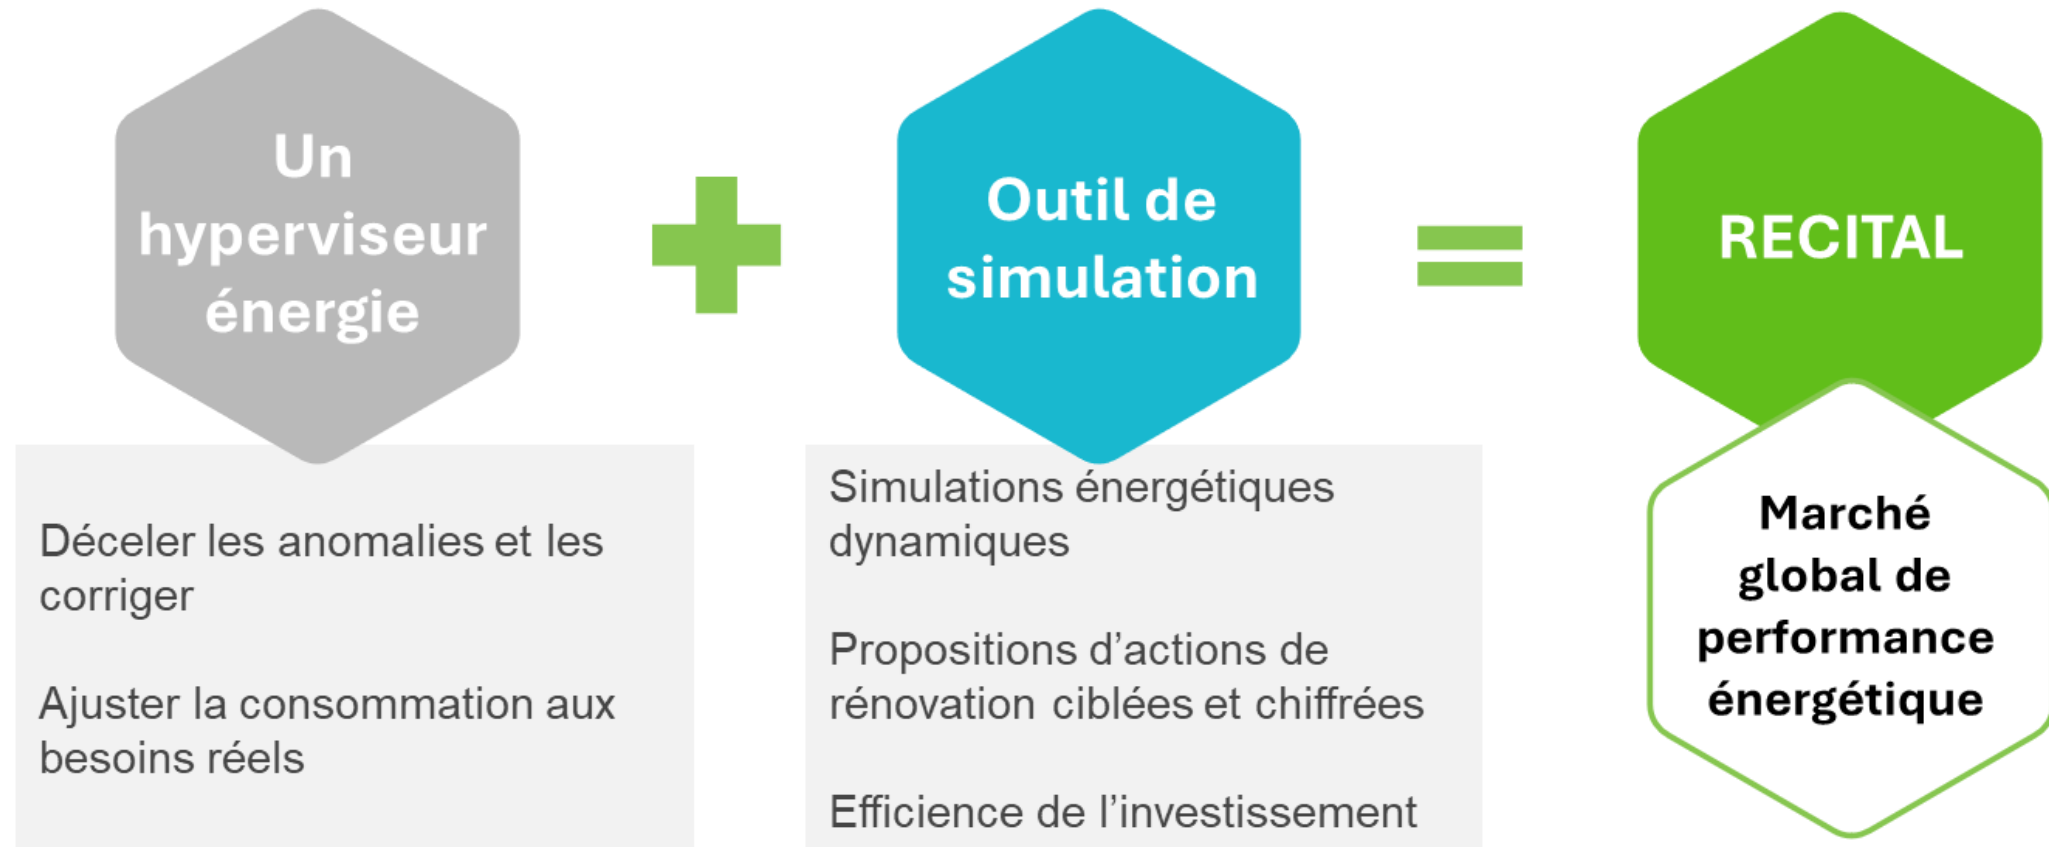 Un
hyperviseur
énergie
Outil de
simulation
RECITAL
Déceler les anomalies et les
corriger
Ajuster la consommation aux
besoins réels
Simulations énergétiques
dynamiques
Propositions d’actions de
rénovation ciblées et chiffrées
Efficience de l’investissement
Marché
global de
performance
énergétique